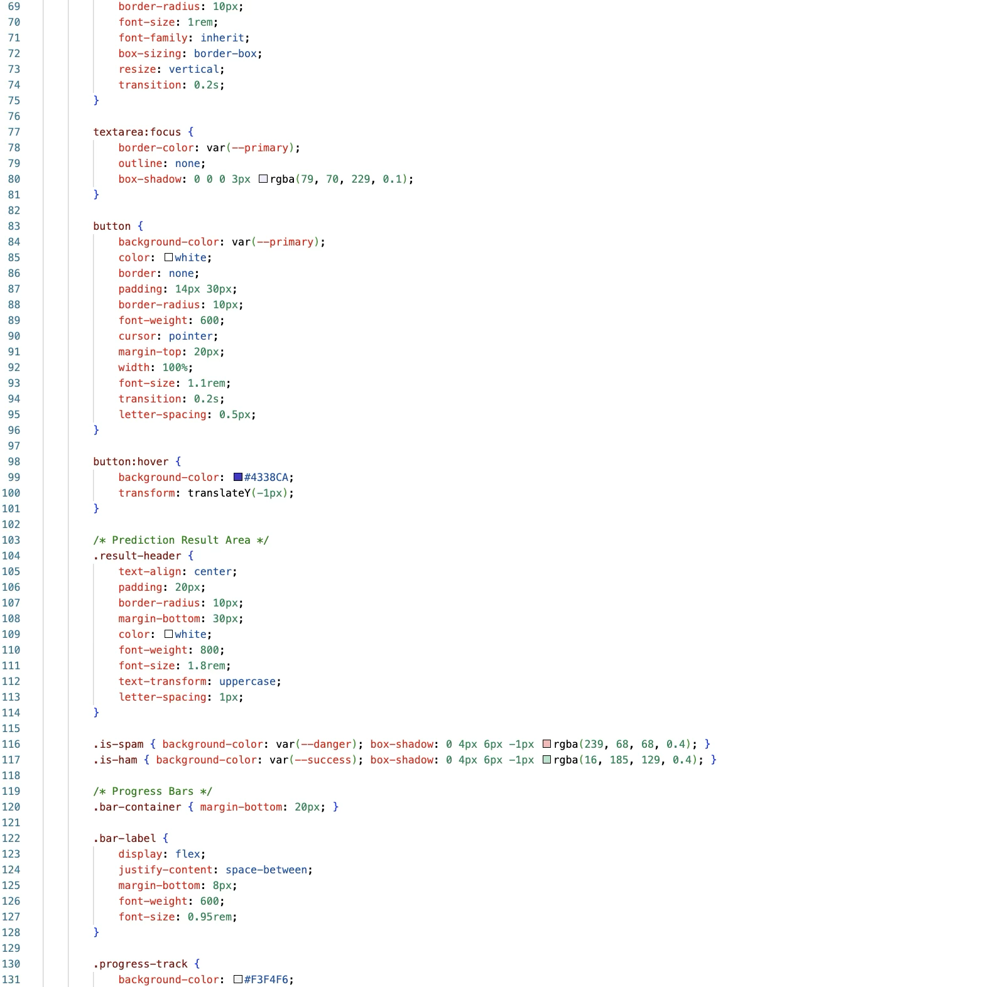 69 border-radius: 10px;
70 font-size: 1rem;
71 font-family: inherit;
72 box-sizing: border-box;
73 resize: vertical;
74 transition: 0.2s;
75 }
76
77 textarea:focus {
78 border-color: var(--primary);
79 outline: none;
80 box-shadow: 0 0 0 3px rgba(79, 70, 229, 0.1);
81 }
82
83 button {
84 background-color: var(--primary);
85 color: white;
86 border: none;
87 padding: 14px 30px;
88 border-radius: 10px;
89 font-weight: 600;
90 cursor: pointer;
91 margin-top: 20px;
92 width: 100%;
93 font-size: 1.1rem;
94 transition: 0.2s;
95 letter-spacing: 0.5px;
96 }
97
98 button:hover {
99 background-color: #4338CA;
100 transform: translateY(-1px);
101 }
102
103 /* Prediction Result Area */
104 .result-header {
105 text-align: center;
106 padding: 20px;
107 border-radius: 10px;
108 margin-bottom: 30px;
109 color: white;
110 font-weight: 800;
111 font-size: 1.8rem;
112 text-transform: uppercase;
113 letter-spacing: 1px;
114 }
115
116 .is-spam { background-color: var(--danger); box-shadow: 0 4px 6px -1px rgba(239, 68, 68, 0.4); }
117 .is-ham { background-color: var(--success); box-shadow: 0 4px 6px -1px rgba(16, 185, 129, 0.4); }
118
119 /* Progress Bars */
120 .bar-container { margin-bottom: 20px; }
121
122 .bar-label {
123 display: flex;
124 justify-content: space-between;
125 margin-bottom: 8px;
126 font-weight: 600;
127 font-size: 0.95rem;
128 }
129
130 .progress-track {
131 background-color: #F3F4F6;